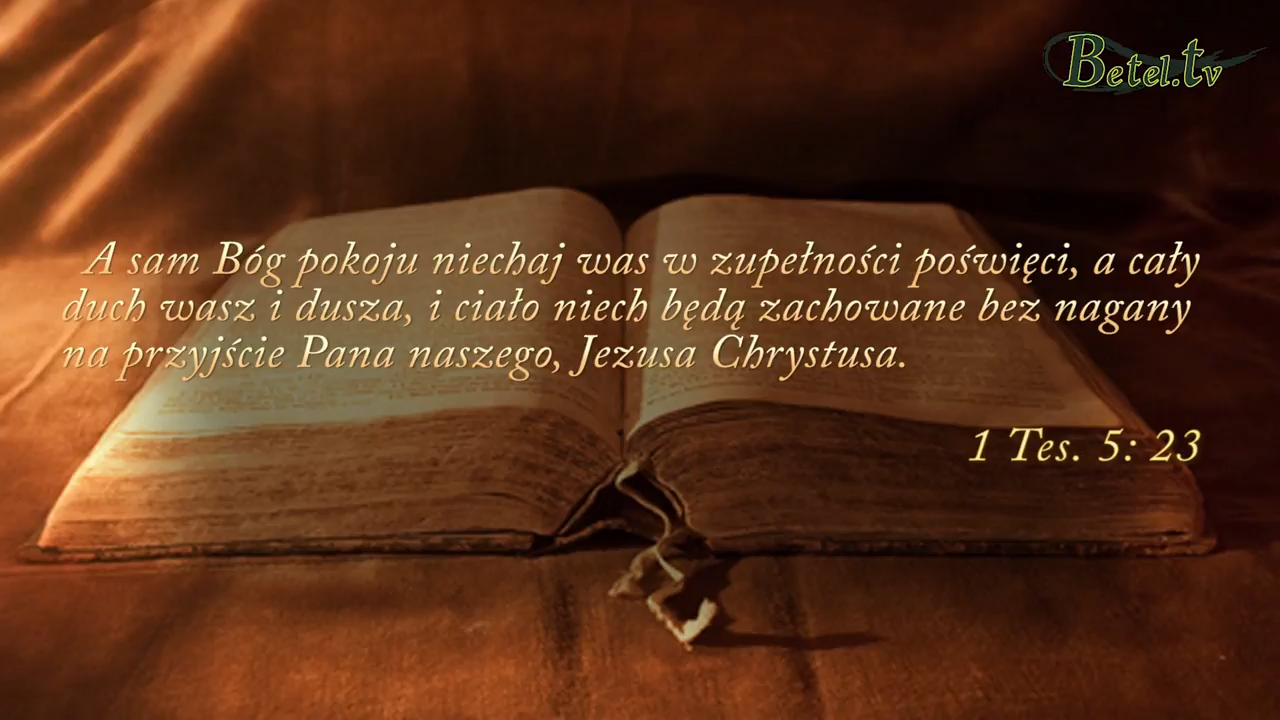 Betel.tv
A sam Bóg pokoju niechaj was w zupełności poświęci, a cały
duch wasz i dusza, i ciało niech będą zachowane bez nagany
na przyjście Pana naszego, Jezusa Chrystusa.
1 Tes. 5: 23